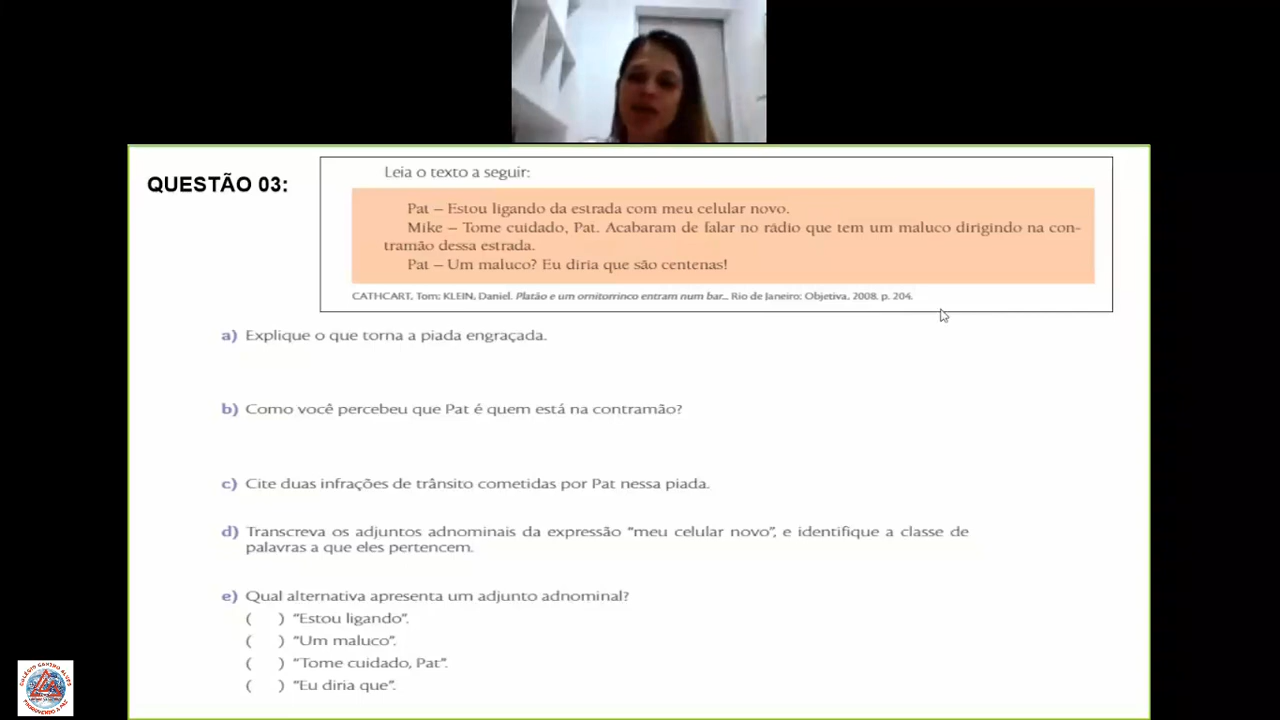 QUESTÃO 03:
Leia o texto a seguir:
Pat – Estou ligando da estrada com meu celular novo.
Mike – Tome cuidado, Pat. Acabaram de falar no rádio que tem um maluco dirigindo na con-
tramão dessa estrada.
Pat – Um maluco? Eu diria que são centenas!
CATHCART, Tom; KLEIN, Daniel. Platão e um ornitorrinco entram num bar... Rio de Janeiro: Objetiva, 2008. p. 204.
a) Explique o que torna a piada engraçada.
b) Como você percebeu que Pat é quem está na contramão?
c) Cite duas infrações de trânsito cometidas por Pat nessa piada.
d) Transcreva os adjuntos adnominais da expressão “meu celular novo”, e identifique a classe de
palavras a que eles pertencem.
e) Qual alternativa apresenta um adjunto adnominal?
( ) “Estou ligando”.
( ) “Um maluco”.
( ) “Tome cuidado, Pat”.
( ) “Eu diria que”.
COLÉGIO CASTRO ALVES